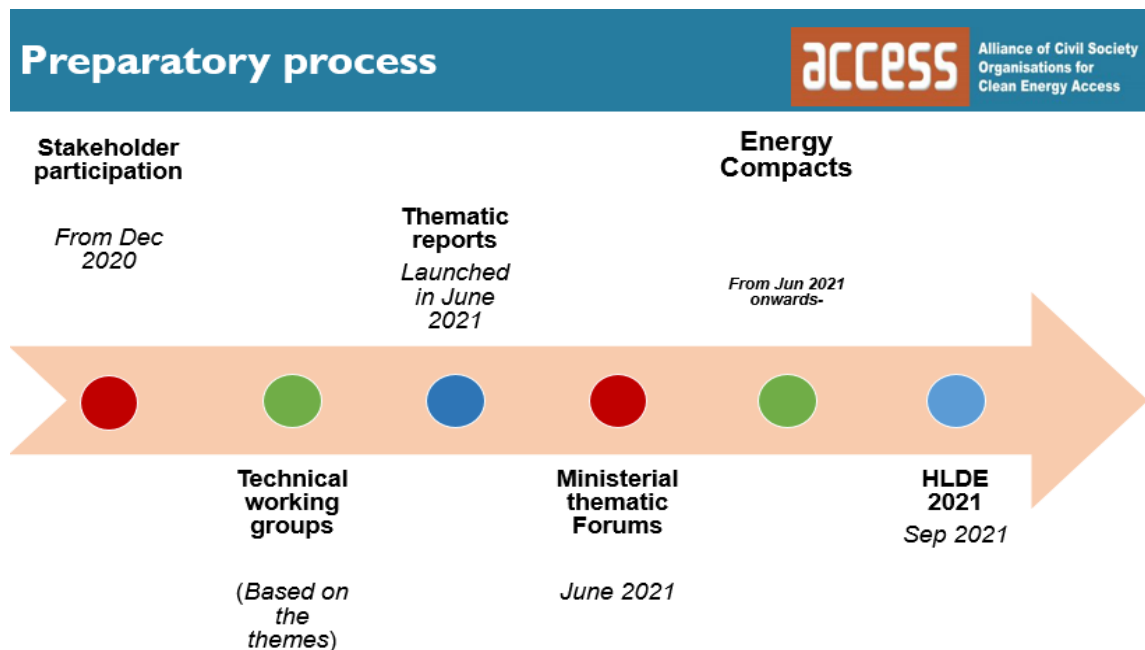 Preparatory process
access
Alliance of Civil Society
Organisations for
Clean Energy Access
Stakeholder
participation
From Dec
2020
Technical
working
groups
(Based on
the
themes)
Thematic
reports
Launched
in June
2021
Ministerial
thematic
Forums
June 2021
Energy
Compacts
From Jun 2021
onwards-
HLDE
2021
Sep 2021